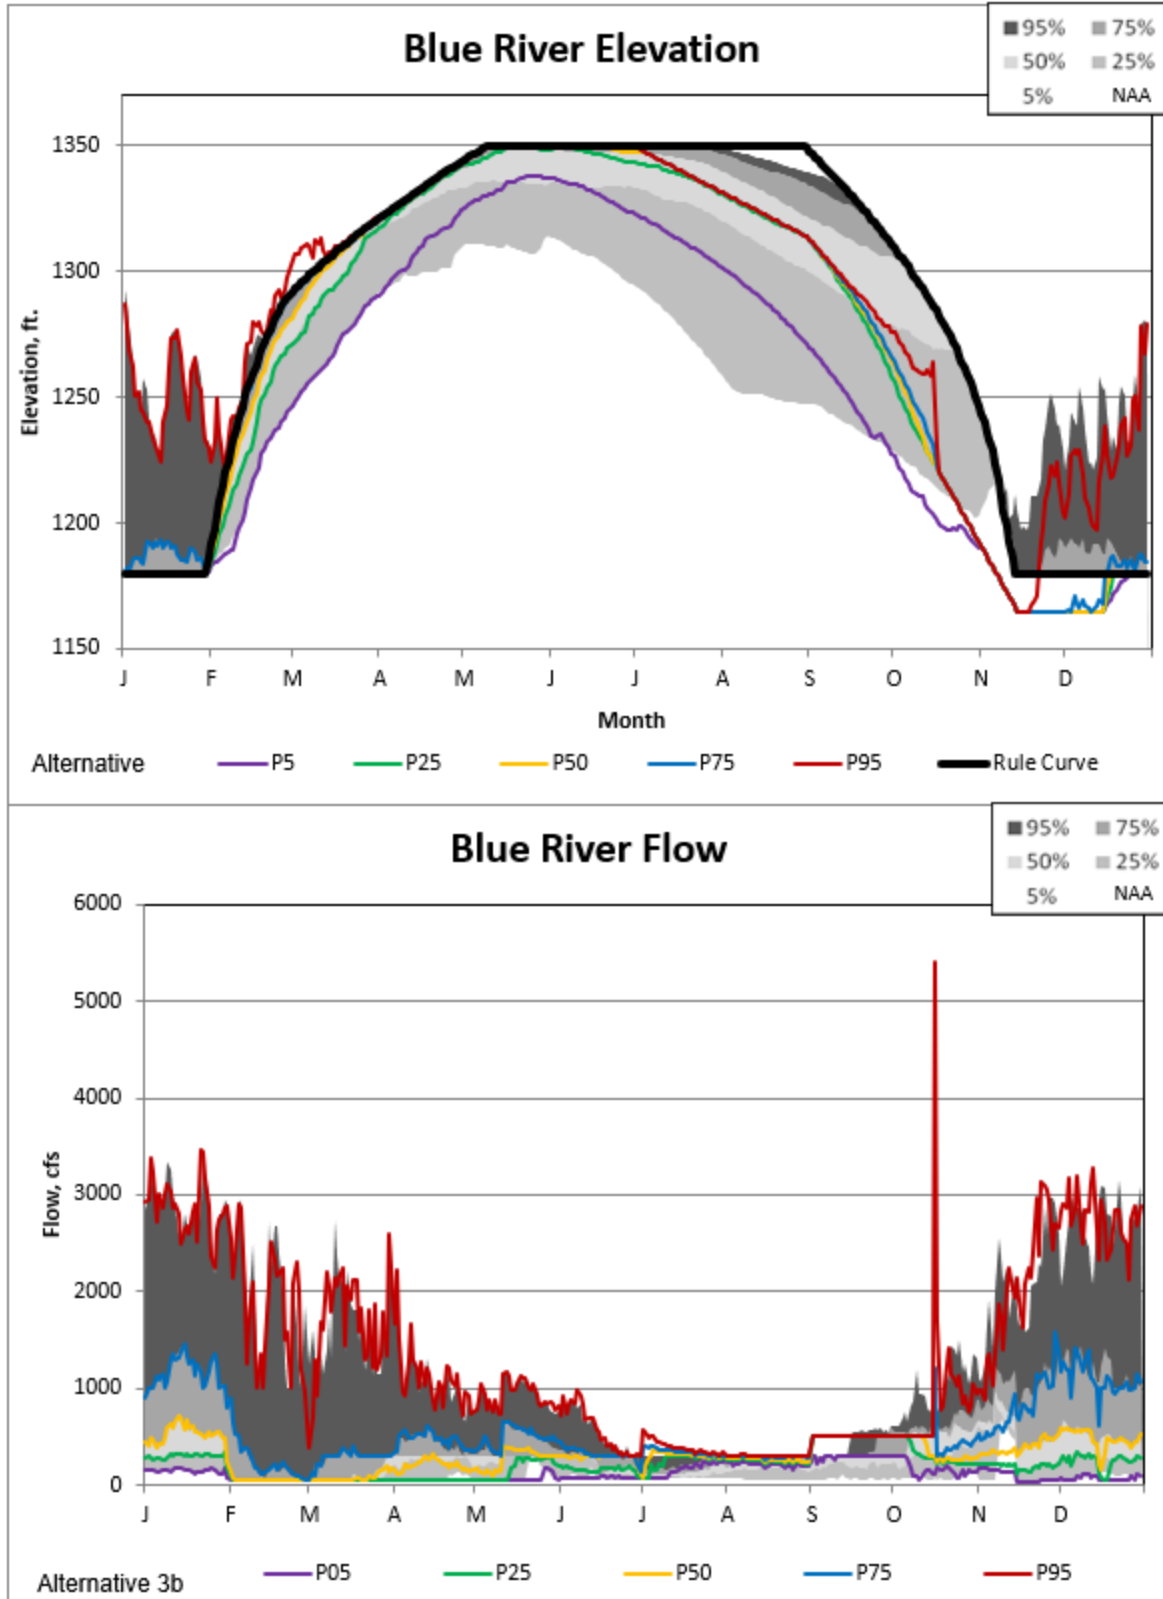 Blue River Elevation
95% 75%
50% 25%
5% NAA
1350
1300
1250
1200
1150
Elevation, ft.
J F M A M J J A S O N D
Month
Alternative P5 P25 P50 P75 P95 Rule Curve
Blue River Flow
95% 75%
50% 25%
5% NAA
6000
5000
4000
3000
2000
1000
0
Flow, cfs
J F M A M J J A S O N D
Alternative 3b P05 P25 P50 P75 P95